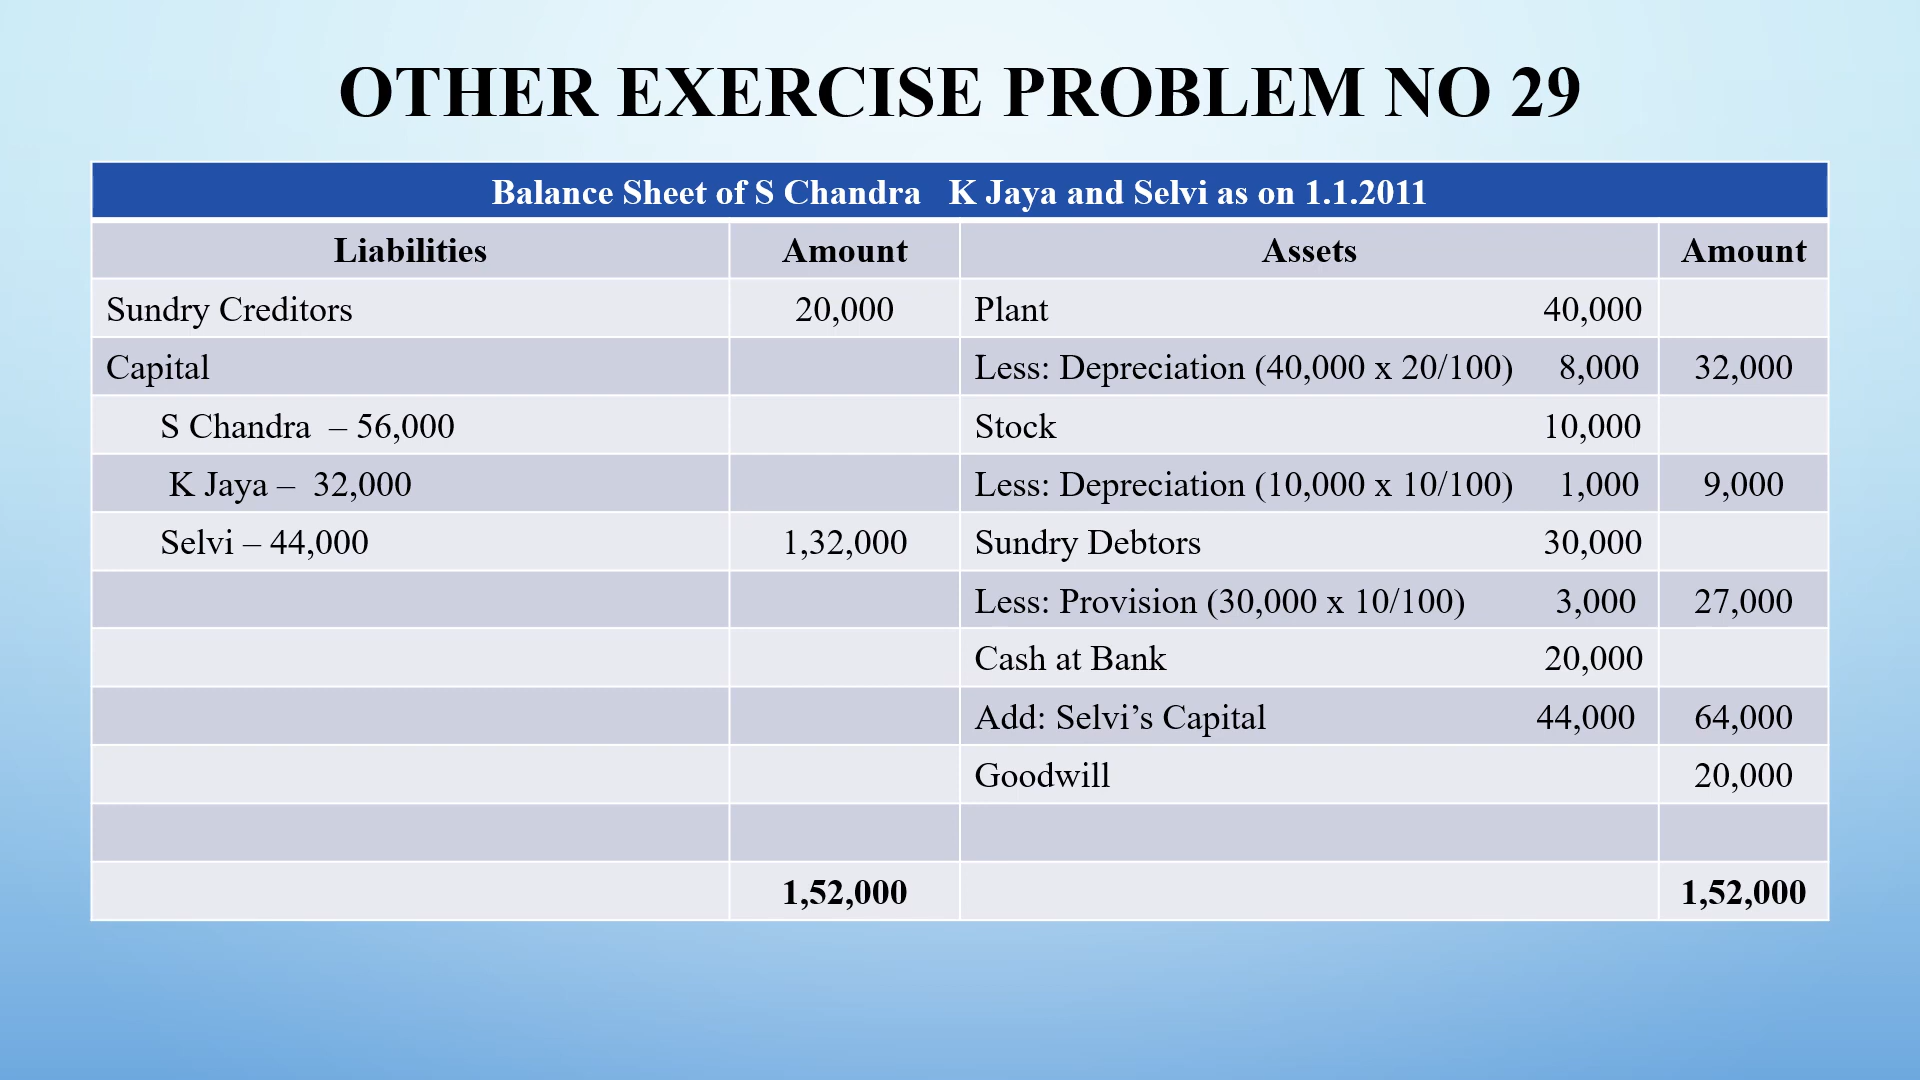 OTHER EXERCISE PROBLEM NO 29
Balance Sheet of S Chandra K Jaya and Selvi as on 1.1.2011
Liabilities Amount Assets Amount
Sundry Creditors 20,000 Plant 40,000
Capital Less: Depreciation (40,000 x 20/100) 8,000 32,000
S Chandra – 56,000 Stock 10,000
K Jaya – 32,000 Less: Depreciation (10,000 x 10/100) 1,000 9,000
Selvi – 44,000 1,32,000 Sundry Debtors 30,000
Less: Provision (30,000 x 10/100) 3,000 27,000
Cash at Bank 20,000
Add: Selvi’s Capital 44,000 64,000
Goodwill 20,000
1,52,000 1,52,000